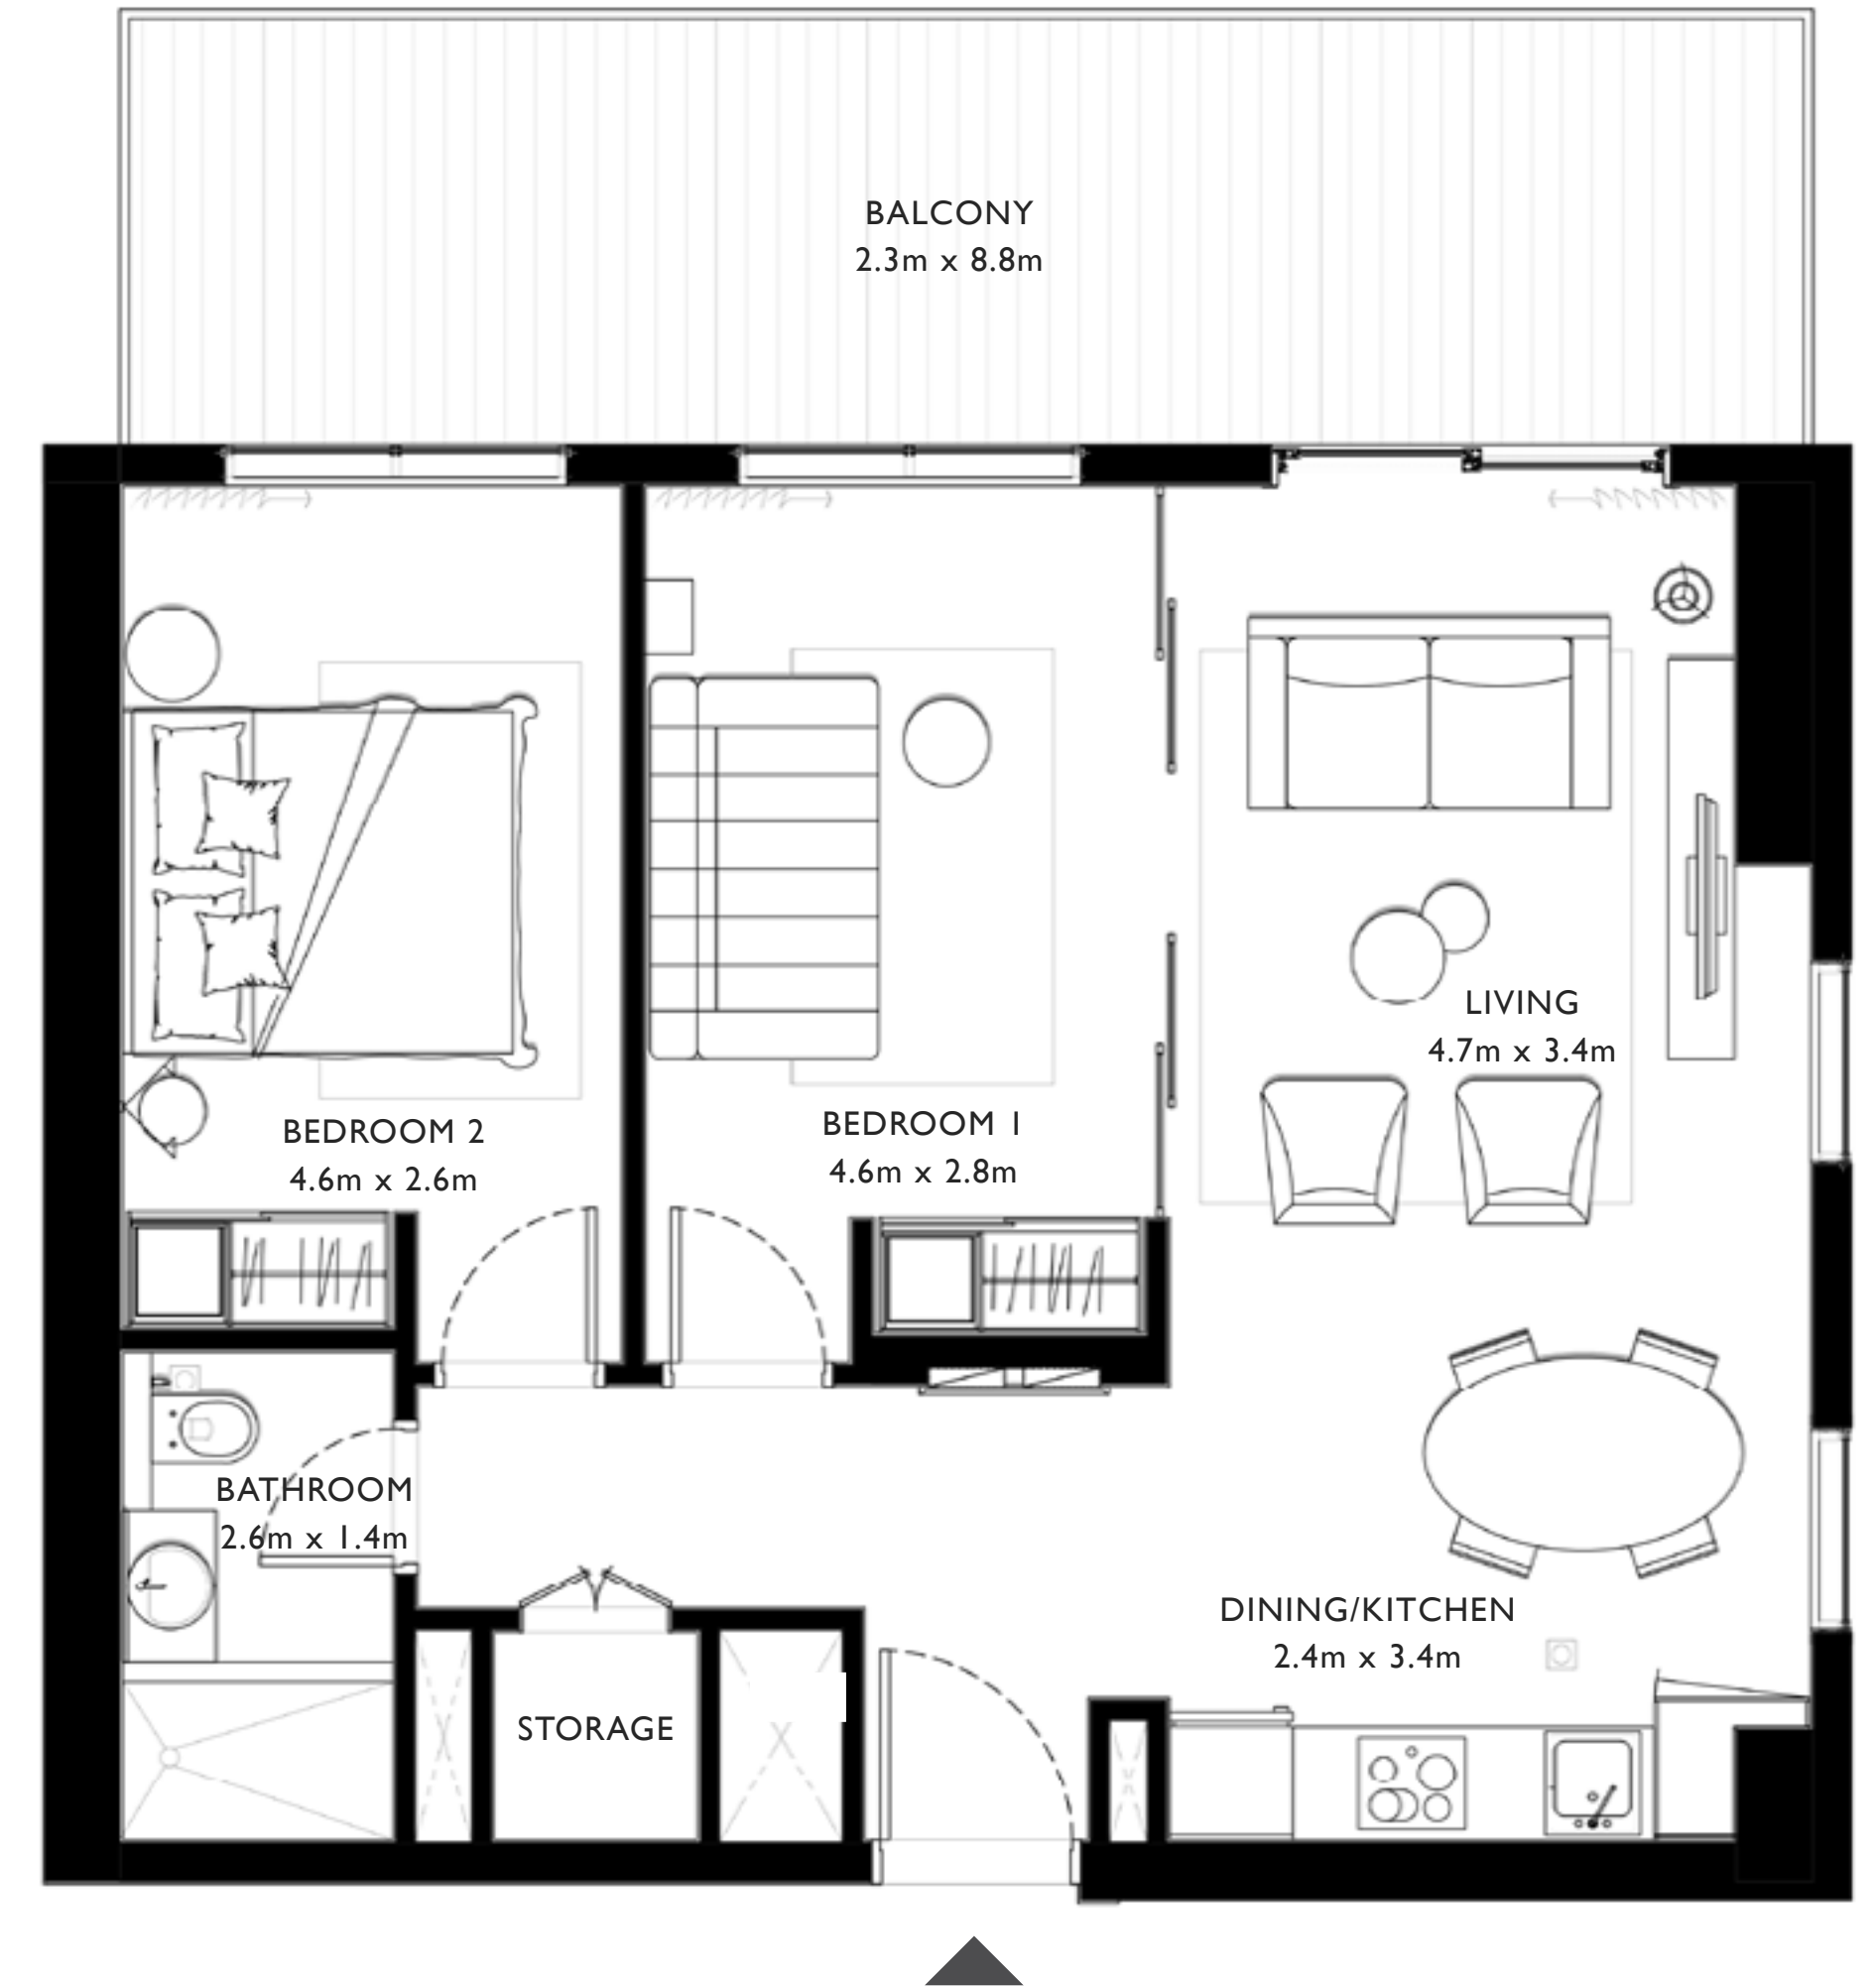 BALCONY
2.3m x 8.8m
LIVING
4.7m x 3.4m
BEDROOM 2
4.6m x 2.6m
BEDROOM 1
4.6m x 2.8m
BATHROOM
2.6m x 1.4m
DINING/KITCHEN
2.4m x 3.4m
STORAGE